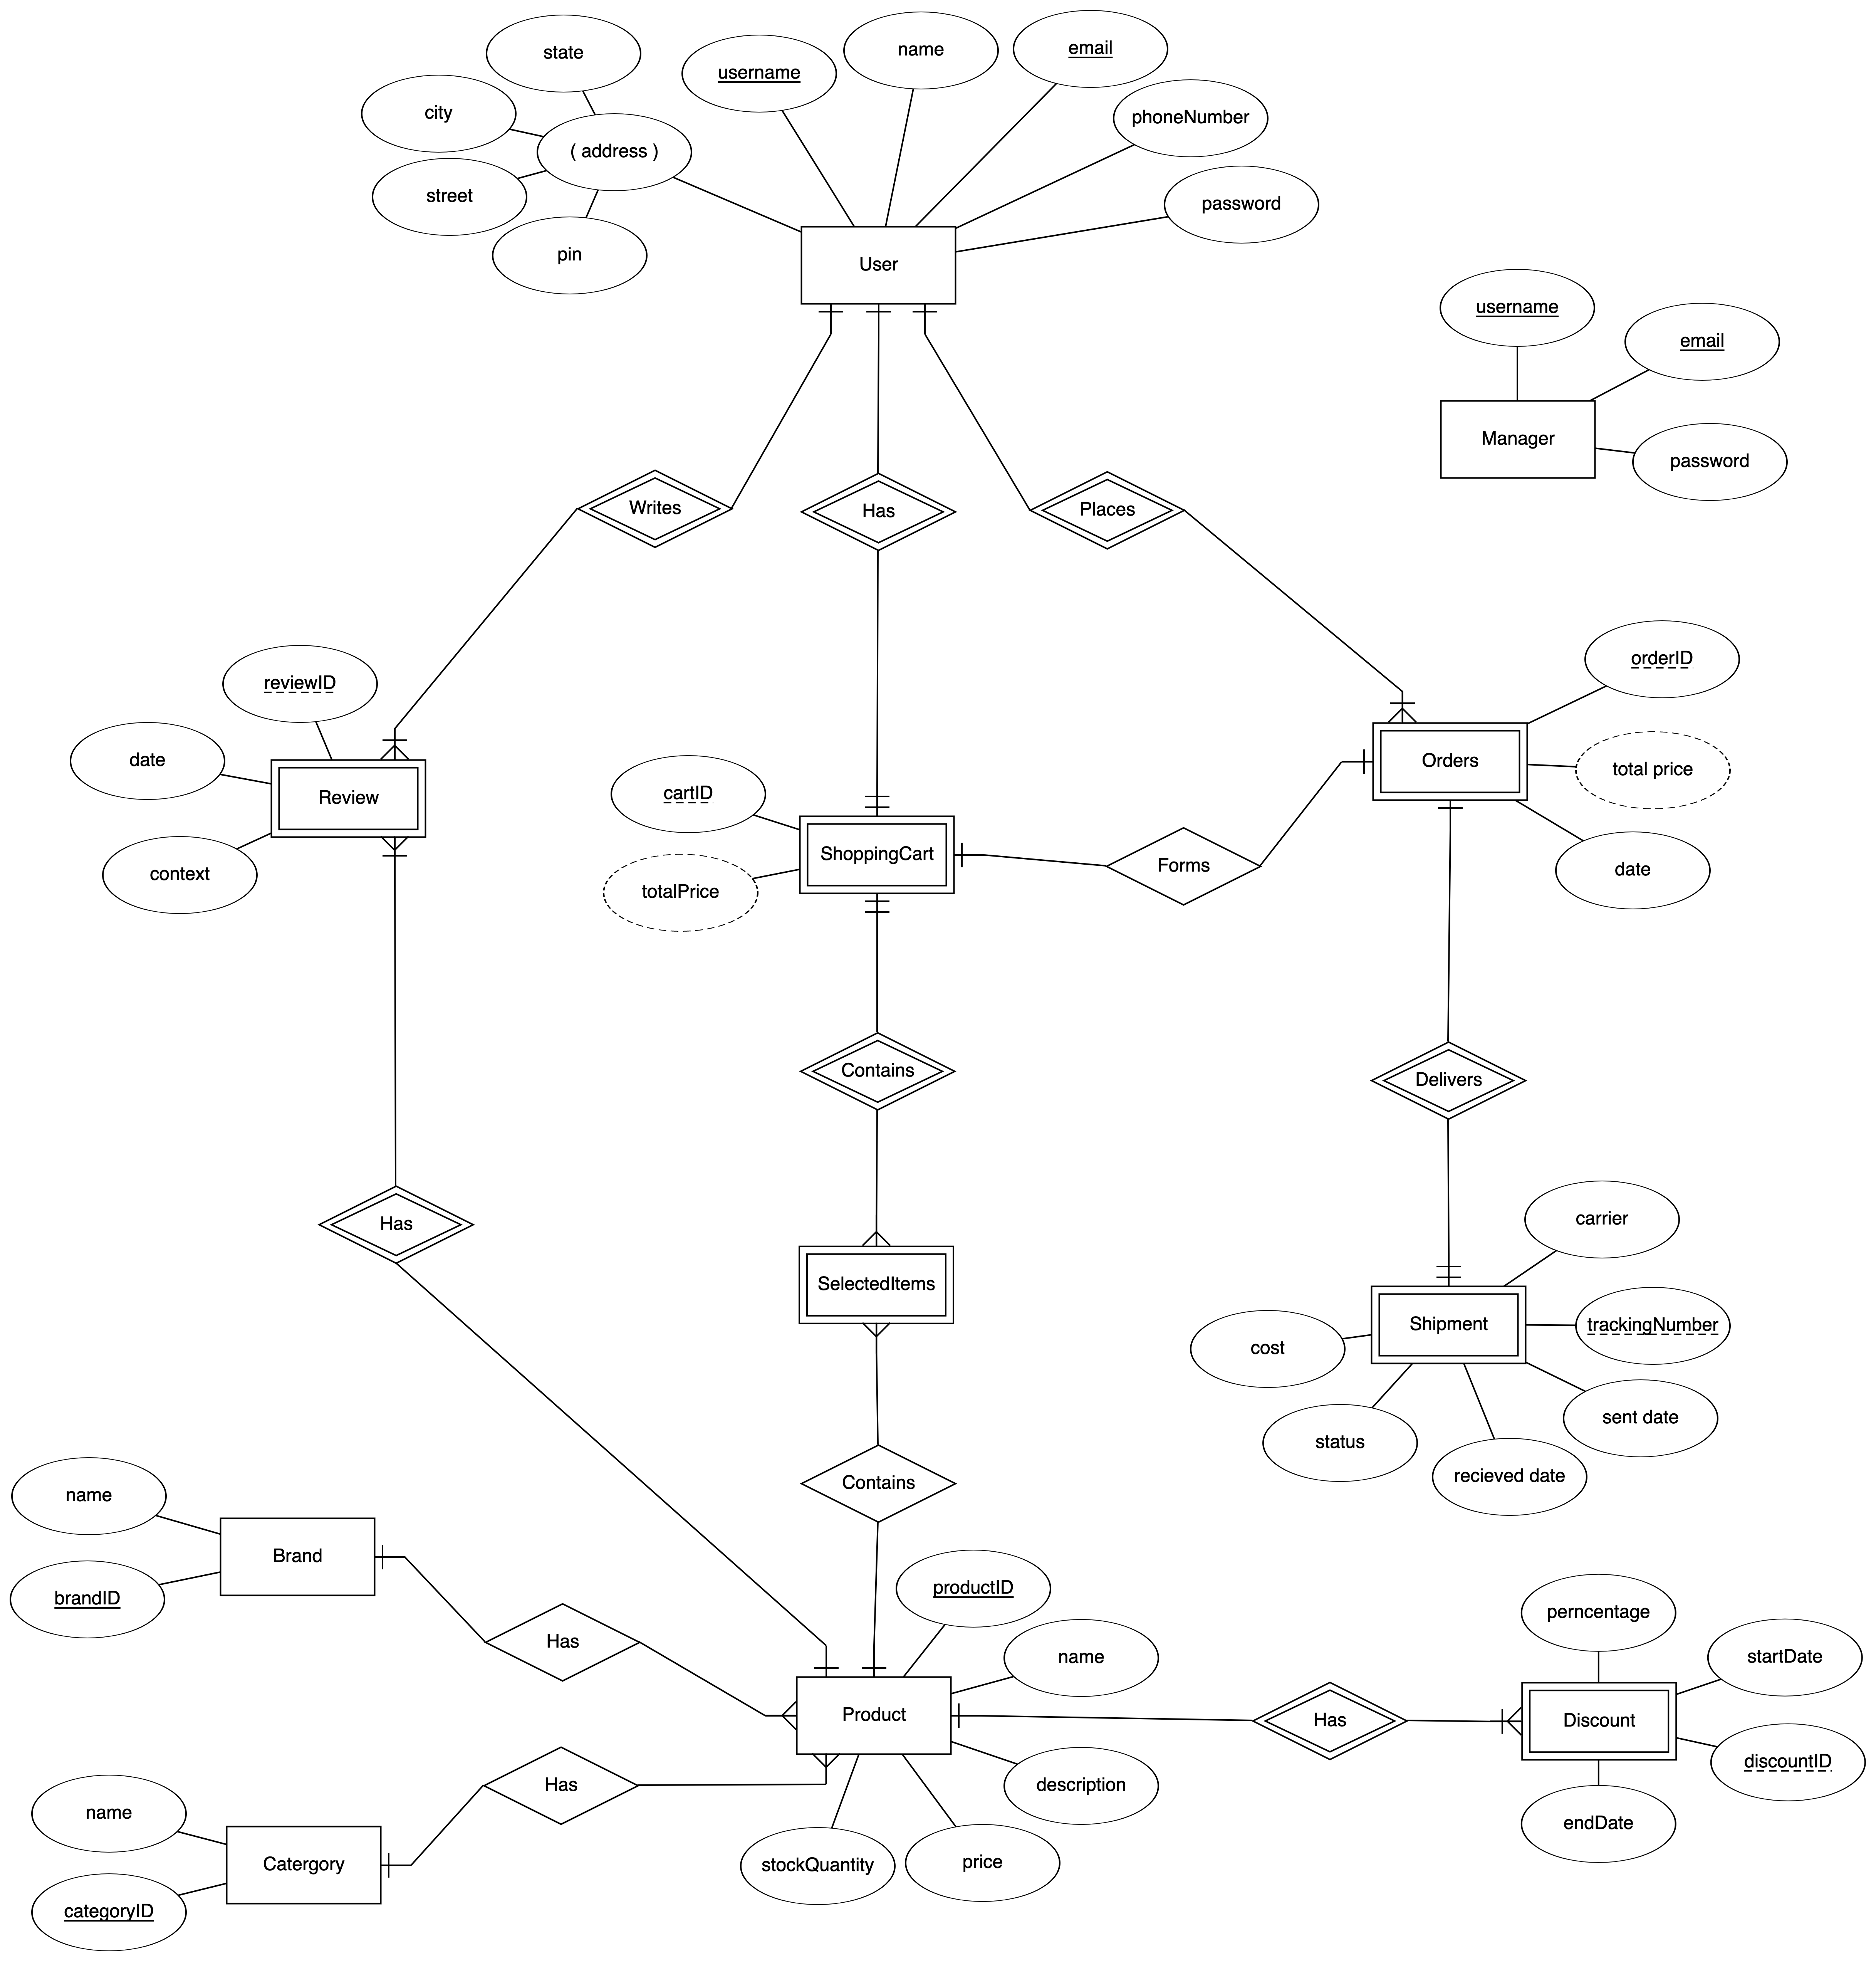 state
username
name
email
city
phoneNumber
( address )
street
password
pin
User
username
email
Manager
password
Writes
Has
Places
reviewID
orderID
date
Orders
total price
Review
cartID
ShoppingCart
Forms
context
totalPrice
date
Contains
Delivers
Has
carrier
SelectedItems
Shipment
trackingNumber
cost
sent date
status
recieved date
name
Contains
Brand
productID
brandID
perncentage
Has
name
startDate
Product
Has
Discount
discountID
Has
description
name
endDate
Catergory
stockQuantity
price
categoryID